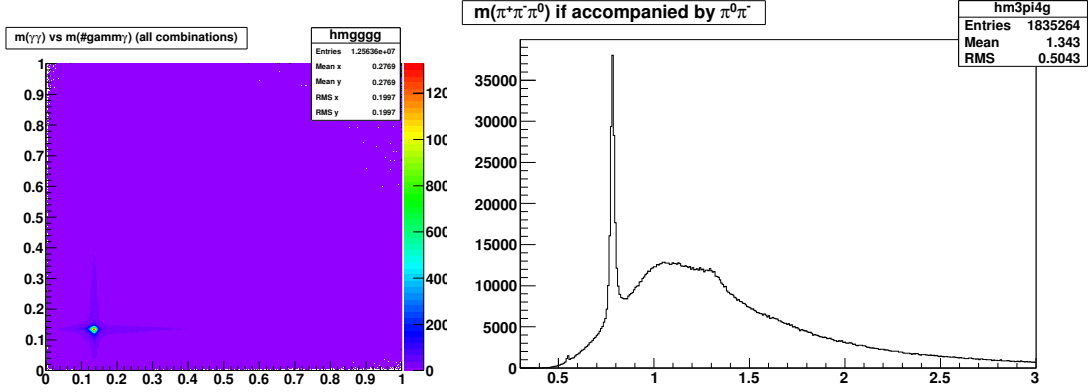 m(γγ) vs m(#gammγ) (all combinations)
hmgggg
Entries 1.25636e+07
Mean x 0.2769
Mean y 0.2769
RMS x 0.1997
RMS y 0.1997
1
0.9
0.8
0.7
0.6
0.5
0.4
0.3
0.2
0.1
0
0 0.1 0.2 0.3 0.4 0.5 0.6 0.7 0.8 0.9 1
800
600
400
200
0
m(π⁺π⁻π⁰) if accompanied by π⁰π⁻
hm3pi4g
Entries 1835264
Mean 1.343
RMS 0.5043
35000
30000
25000
20000
15000
10000
5000
0
0.5 1 1.5 2 2.5 3